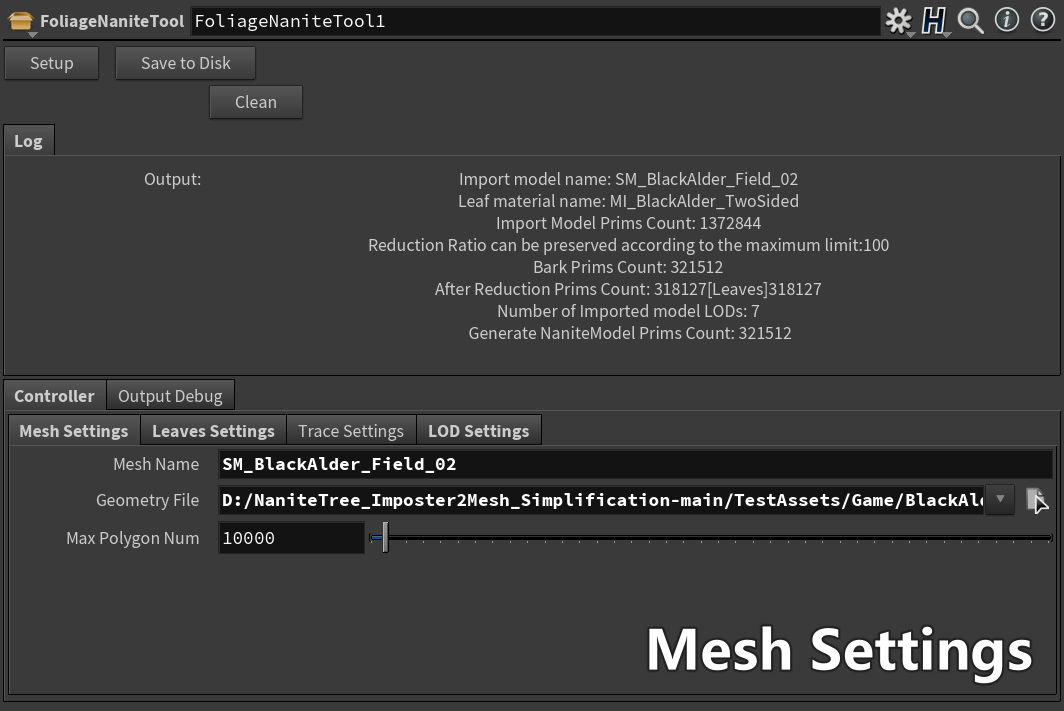 FoliageNaniteTool FoliageNaniteTool1
Setup Save to Disk
Clean
Log
Output: Import model name: SM_BlackAlder_Field_02
Leaf material name: MI_BlackAlder_TwoSided
Import Model Prims Count: 1372844
Reduction Ratio can be preserved according to the maximum limit:100
Bark Prims Count: 321512
After Reduction Prims Count: 318127[Leaves]318127
Number of Imported model LODs: 7
Generate NaniteModel Prims Count: 321512
Controller Output Debug
Mesh Settings Leaves Settings Trace Settings LOD Settings
Mesh Name SM_BlackAlder_Field_02
Geometry File D:/NaniteTree_Imposter2Mesh_Simplification-main/TestAssets/Game/BlackAld
Max Polygon Num 10000
Mesh Settings